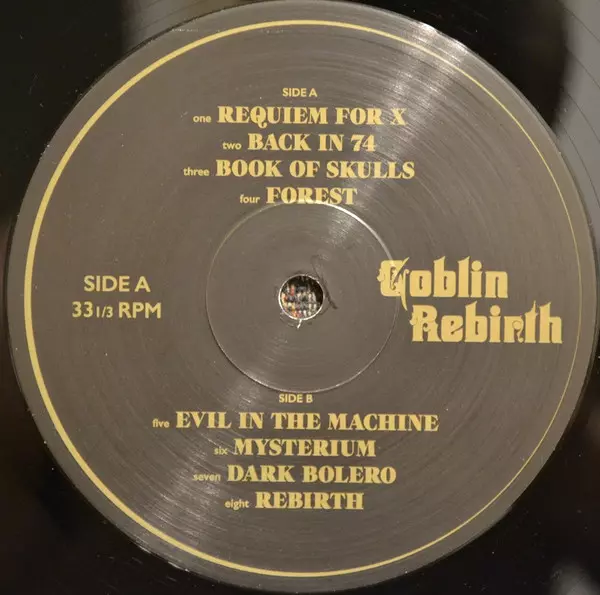 SIDE A
one REQUIEM FOR X
two BACK IN 74
three BOOK OF SKULLS
four FOREST
SIDE A
33 1/3 RPM
Goblin
Rebirth
SIDE B
five EVIL IN THE MACHINE
six MYSTERIUM
seven DARK BOLERO
eight REBIRTH